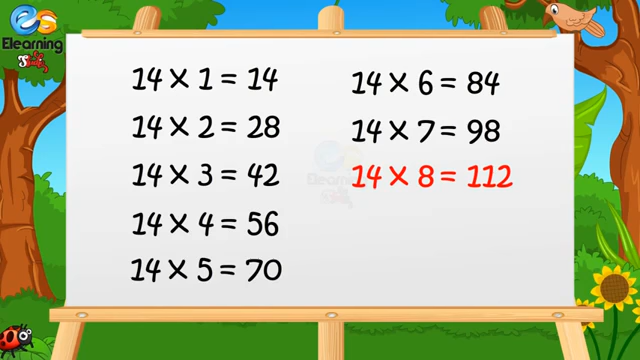 Elearning
14 × 1 = 14
14 × 2 = 28
14 × 3 = 42
14 × 4 = 56
14 × 5 = 70
14 × 6 = 84
14 × 7 = 98
14 × 8 = 112